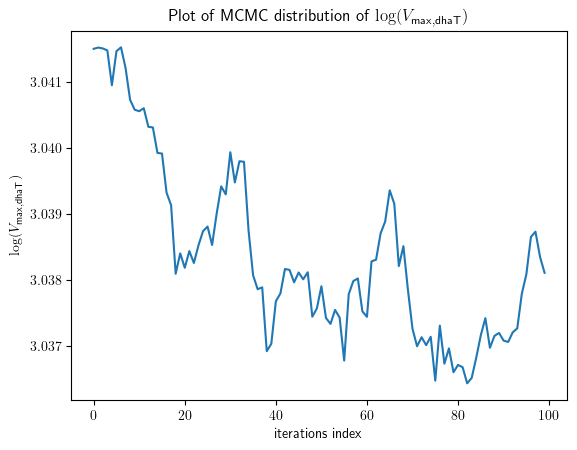 Plot of MCMC distribution of log(V_max,dhaT)
log(V_max,dhaT)
3.041
3.040
3.039
3.038
3.037
0 20 40 60 80 100
iterations index